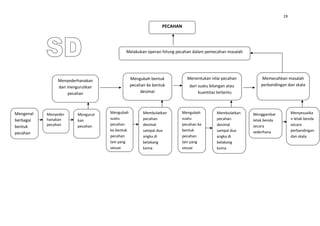 19
PECAHAN
SD
Melakukan operasi hitung pecahan dalam pemecahan masalah
Menyederhanakan
dan mengurutkan
pecahan
Mengubah bentuk
pecahan ke bentuk
desimal
Menentukan nilai pecahan
dari suatu bilangan atau
kuantitas tertentu
Memecahkan masalah
perbandingan dan skala
Mengenal
berbagai
bentuk
pecahan
Menyeder
hanakan
pecahan
Mengurut
kan
pecahan
Mengubah
suatu
pecahan
ke bentuk
pecahan
lain yang
sesuai
Membulatkan
pecahan
desimal
sampai dua
angka di
belakang
koma
Mengubah
suatu
pecahan ke
bentuk
pecahan
lain yang
sesuai
Membulatkan
pecahan
desimal
sampai dua
angka di
belakang
koma
Menggambar
letak benda
secara
sederhana
Menyesuaika
n letak benda
secara
perbandingan
dan skala